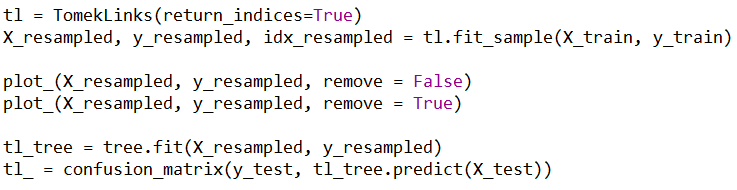 tl = TomekLinks(return_indices=True)
X_resampled, y_resampled, idx_resampled = tl.fit_sample(X_train, y_train)
plot_(X_resampled, y_resampled, remove = False)
plot_(X_resampled, y_resampled, remove = True)
tl_tree = tree.fit(X_resampled, y_resampled)
tl_ = confusion_matrix(y_test, tl_tree.predict(X_test))